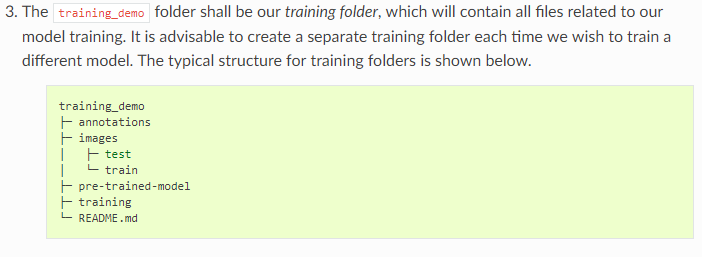 3. The training_demo folder shall be our training folder, which will contain all files related to our
model training. It is advisable to create a separate training folder each time we wish to train a
different model. The typical structure for training folders is shown below.
training_demo
├─ annotations
├─ images
│   ├─ test
│   └─ train
├─ pre-trained-model
├─ training
└─ README.md